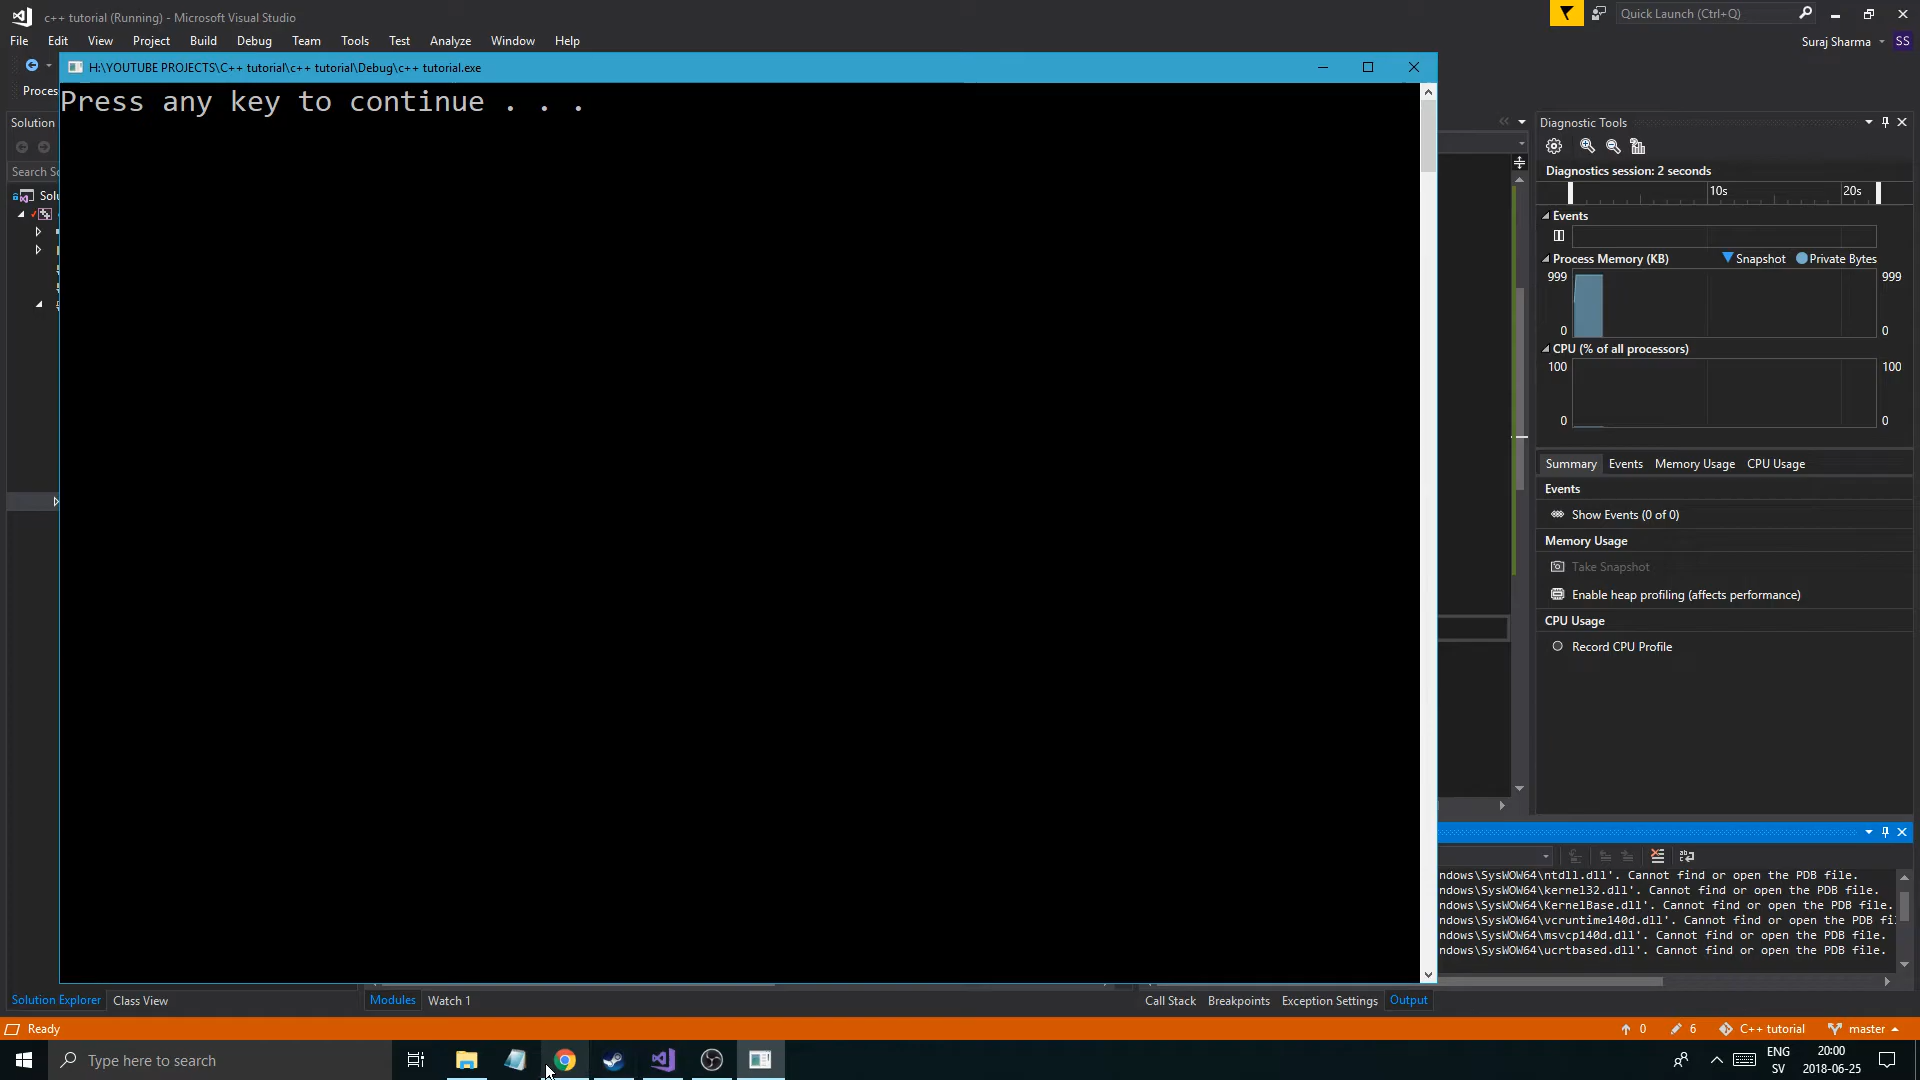 c++ tutorial (Running) - Microsoft Visual Studio
Quick Launch (Ctrl+Q)
File Edit View Project Build Debug Team Tools Test Analyze Window Help
Suraj Sharma SS
H:\YOUTUBE PROJECTS\C++ tutorial\c++ tutorial\Debug\c++ tutorial.exe
Proces
Press any key to continue . . .
Solution
Search So
Solu
Diagnostic Tools
Diagnostics session: 2 seconds
10s 20s
Events
Process Memory (KB) Snapshot Private Bytes
999 999
0 0
CPU (% of all processors)
100 100
0 0
Summary Events Memory Usage CPU Usage
Events
Show Events (0 of 0)
Memory Usage
Take Snapshot
Enable heap profiling (affects performance)
CPU Usage
Record CPU Profile
ndows\SysWOW64\ntdll.dll'. Cannot find or open the PDB file.
ndows\SysWOW64\kernel32.dll'. Cannot find or open the PDB file.
ndows\SysWOW64\KernelBase.dll'. Cannot find or open the PDB file.
ndows\SysWOW64\vcruntime140d.dll'. Cannot find or open the PDB fi
ndows\SysWOW64\msvcp140d.dll'. Cannot find or open the PDB file.
ndows\SysWOW64\ucrtbased.dll'. Cannot find or open the PDB file.
Solution Explorer Class View Modules Watch 1 Call Stack Breakpoints Exception Settings Output
Ready 0 6 C++ tutorial master
Type here to search
ENG 20:00
SV 2018-06-25